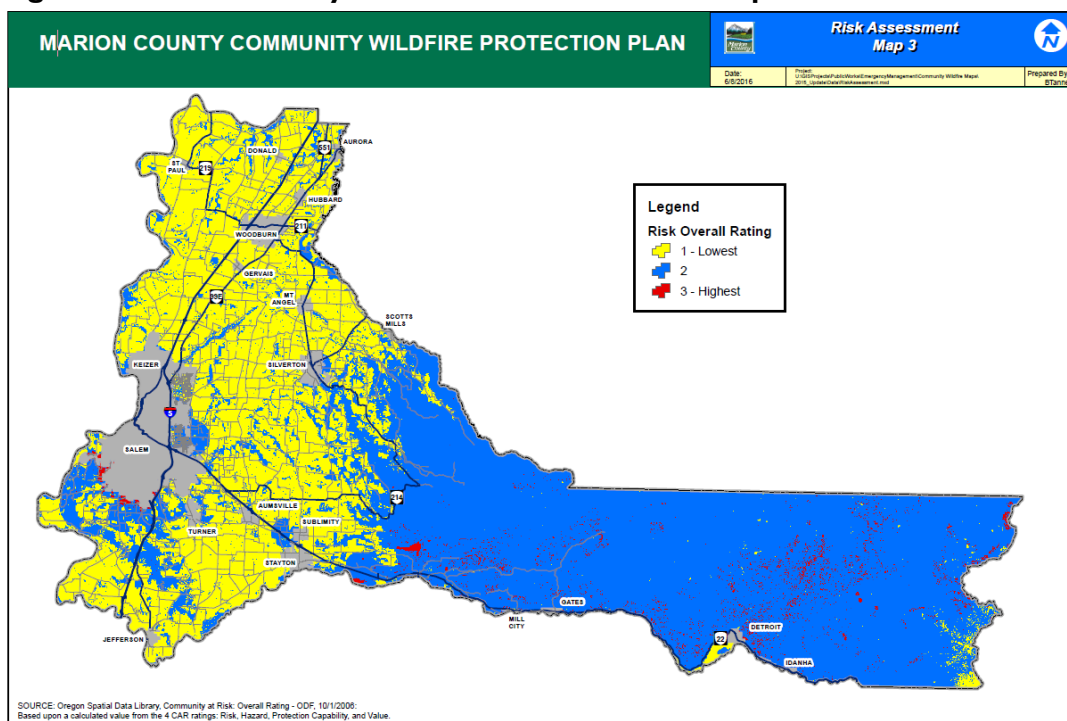 MARION COUNTY COMMUNITY WILDFIRE PROTECTION PLAN
Marion County
Risk Assessment
Map 3
N
Date:
6/8/2016
Project:
Prepared By
BTanne
551
AURORA
DONALD
ST
PAUL
219
HUBBARD
211
WOODBURN
GERVAIS
99E
MT
ANGEL
SCOTTS
MILLS
KEIZER
SILVERTON
5
SALEM
214
AUMSVILLE
SUBLIMITY
TURNER
STAYTON
GATES
MILL
CITY
JEFFERSON
22
DETROIT
IDANHA
Legend
Risk Overall Rating
1 - Lowest
2
3 - Highest
SOURCE: Oregon Spatial Data Library, Community at Risk: Overall Rating - ODF, 10/1/2006:
Based upon a calculated value from the 4 CAR ratings: Risk, Hazard, Protection Capability, and Value.